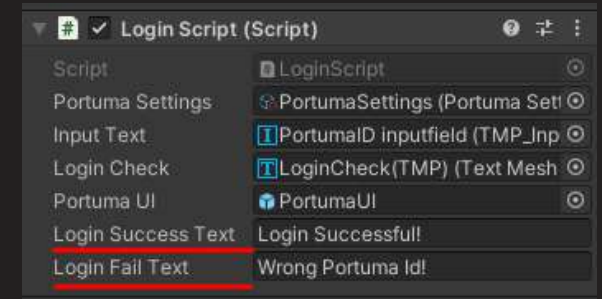 Login Script (Script)
Script LoginScript
Portuma Settings PortumaSettings (Portuma Set
Input Text PortumaID inputfield (TMP_Inp
Login Check LoginCheck(TMP) (Text Mesh
Portuma UI PortumaUI
Login Success Text Login Successful!
Login Fail Text Wrong Portuma Id!